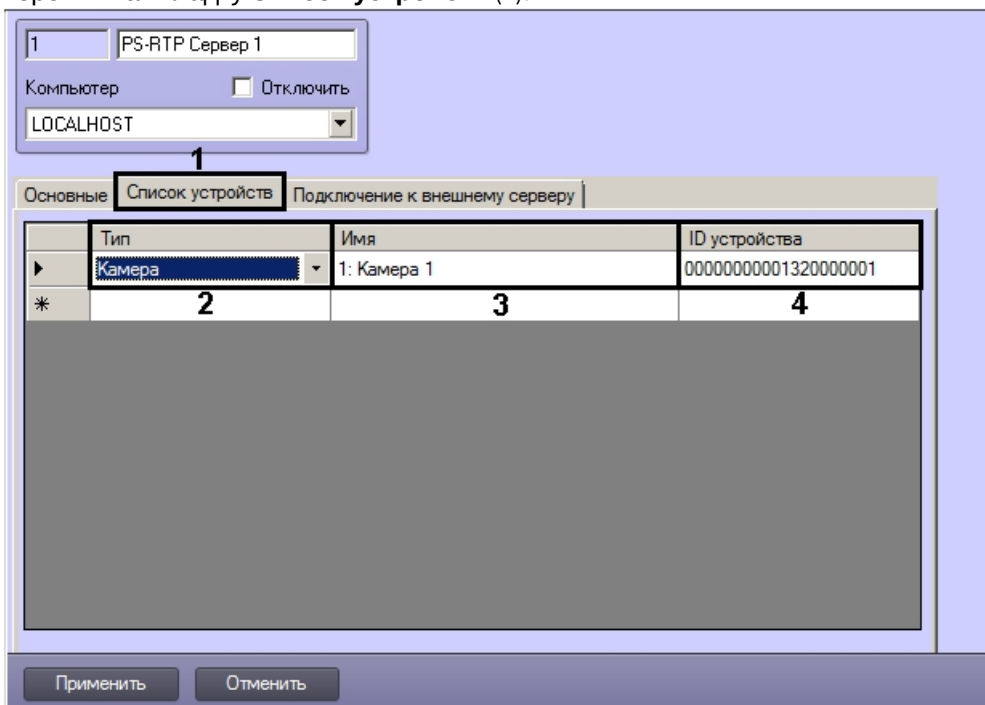 1 PS-RTP Сервер 1
Компьютер Отключить
LOCALHOST
1
Основные Список устройств Подключение к внешнему серверу
Тип Имя ID устройства
Камера 1: Камера 1 00000000001320000001
* 2 3 4
Применить Отменить